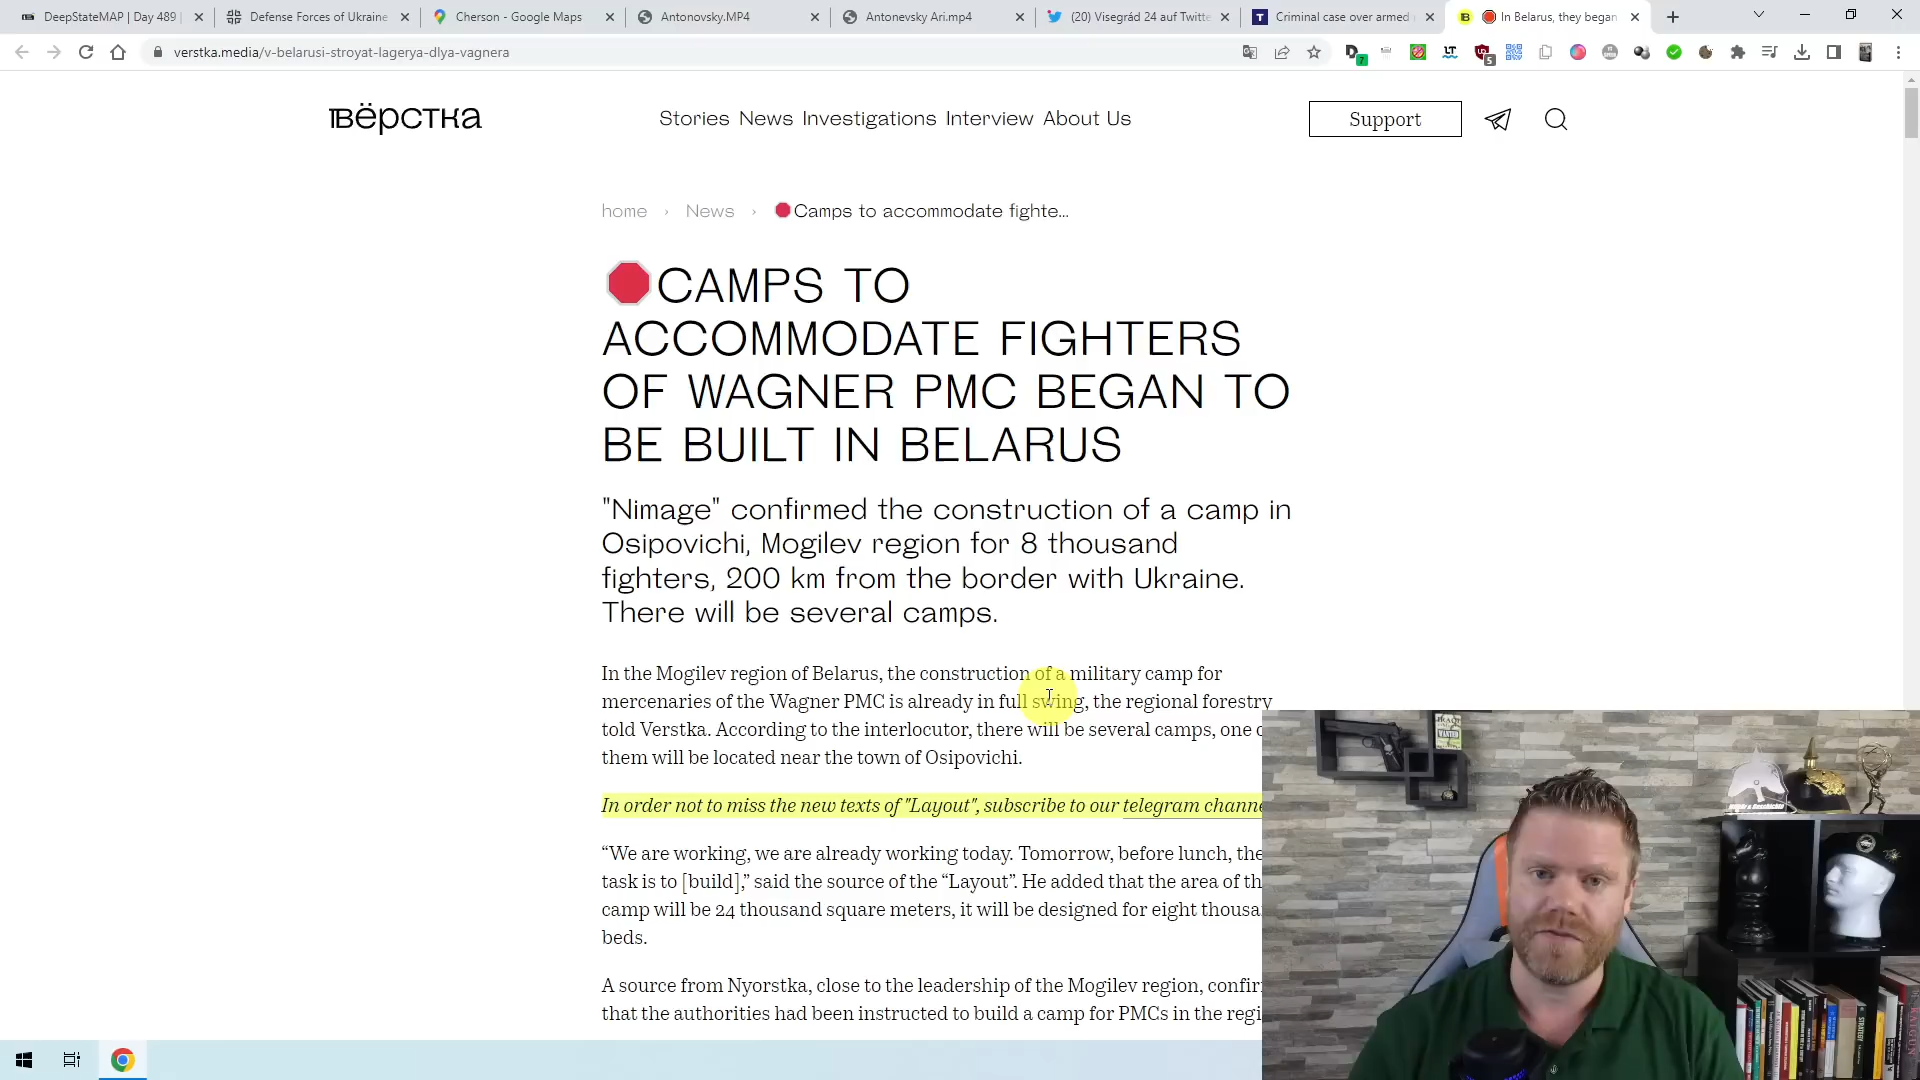 DeepStateMAP | Day 489
Defense Forces of Ukraine
Cherson - Google Maps
Antonovsky.MP4
Antonevsky Ari.mp4
(20) Visegrád 24 auf Twitte
Criminal case over armed
In Belarus, they began
verstka.media/v-belarusi-stroyat-lagerya-dlya-vagnera
вёрстка
Stories News Investigations Interview About Us
Support
home › News › Camps to accommodate fighte...
CAMPS TO
ACCOMMODATE FIGHTERS
OF WAGNER PMC BEGAN TO
BE BUILT IN BELARUS
"Nimage" confirmed the construction of a camp in
Osipovichi, Mogilev region for 8 thousand
fighters, 200 km from the border with Ukraine.
There will be several camps.
In the Mogilev region of Belarus, the construction of a military camp for
mercenaries of the Wagner PMC is already in full swing, the regional forestry
told Verstka. According to the interlocutor, there will be several camps, one o
them will be located near the town of Osipovichi.
In order not to miss the new texts of "Layout", subscribe to our telegram channe
“We are working, we are already working today. Tomorrow, before lunch, the
task is to [build],” said the source of the “Layout”. He added that the area of th
camp will be 24 thousand square meters, it will be designed for eight thousa
beds.
A source from Nyorstka, close to the leadership of the Mogilev region, confir
that the authorities had been instructed to build a camp for PMCs in the regi